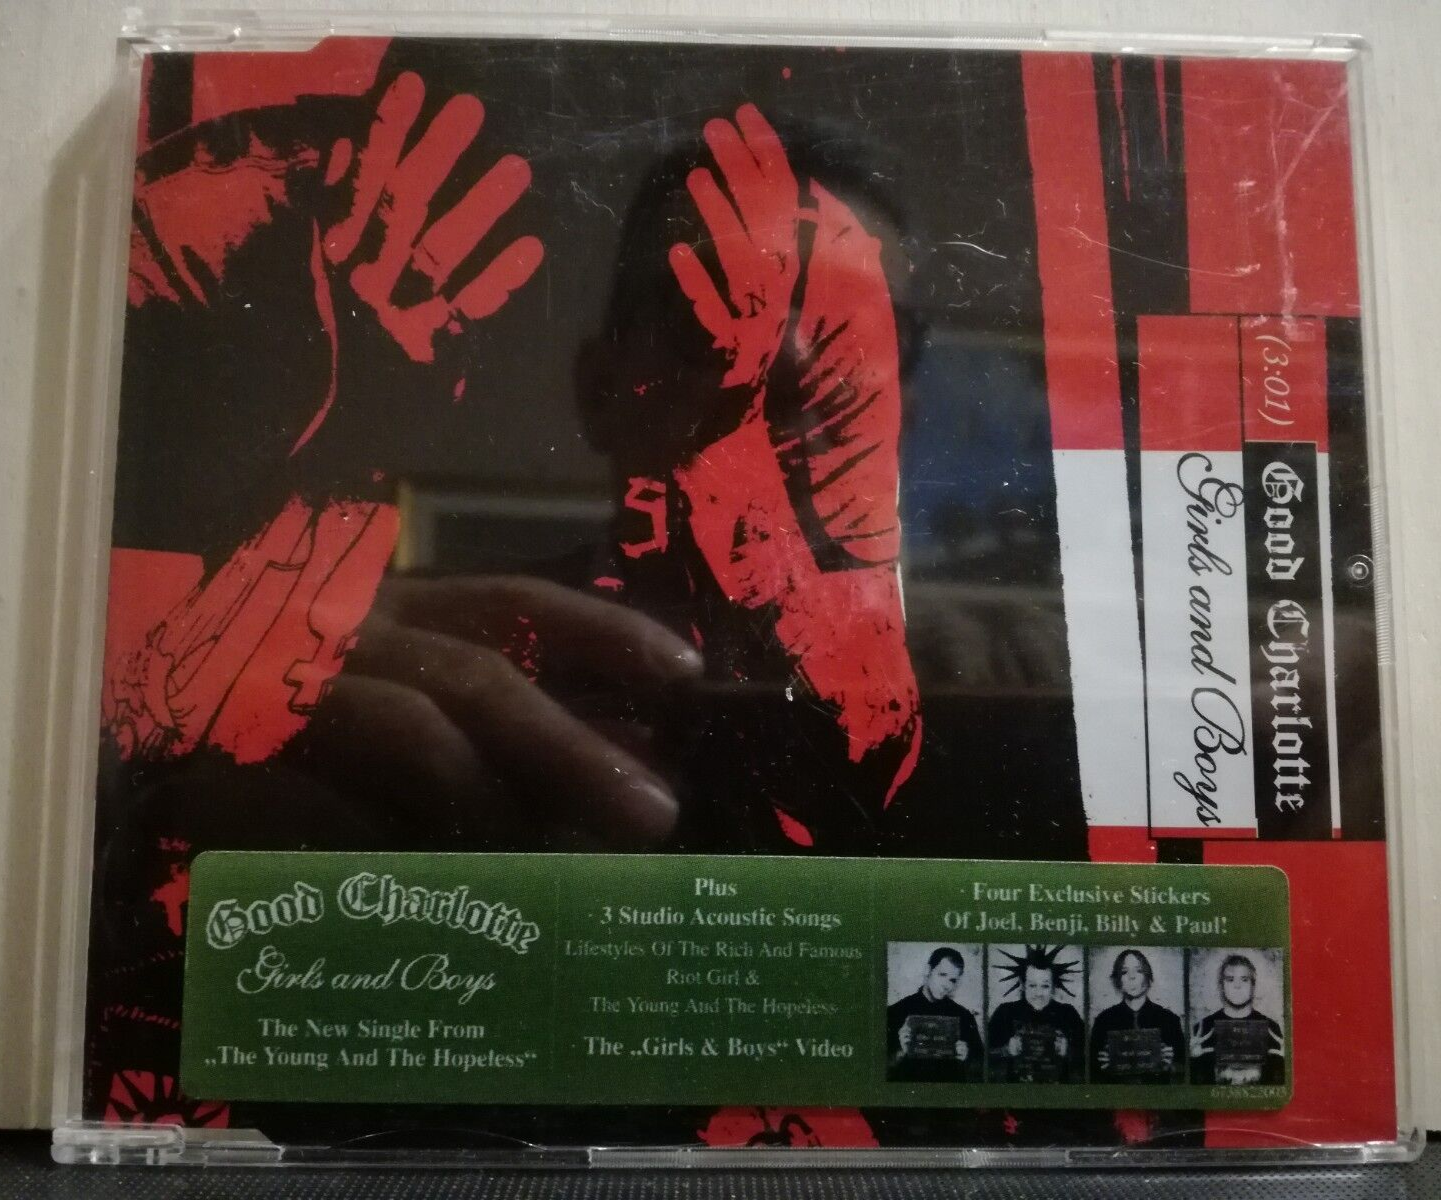 (3:01)
Good Charlotte
Girls and Boys
Good Charlotte
Girls and Boys
The New Single From
„The Young And The Hopeless“
Plus
· 3 Studio Acoustic Songs
Lifestyles Of The Rich And Famous
Riot Girl &
The Young And The Hopeless
· The „Girls & Boys“ Video
· Four Exclusive Stickers
Of Joel, Benji, Billy & Paul!